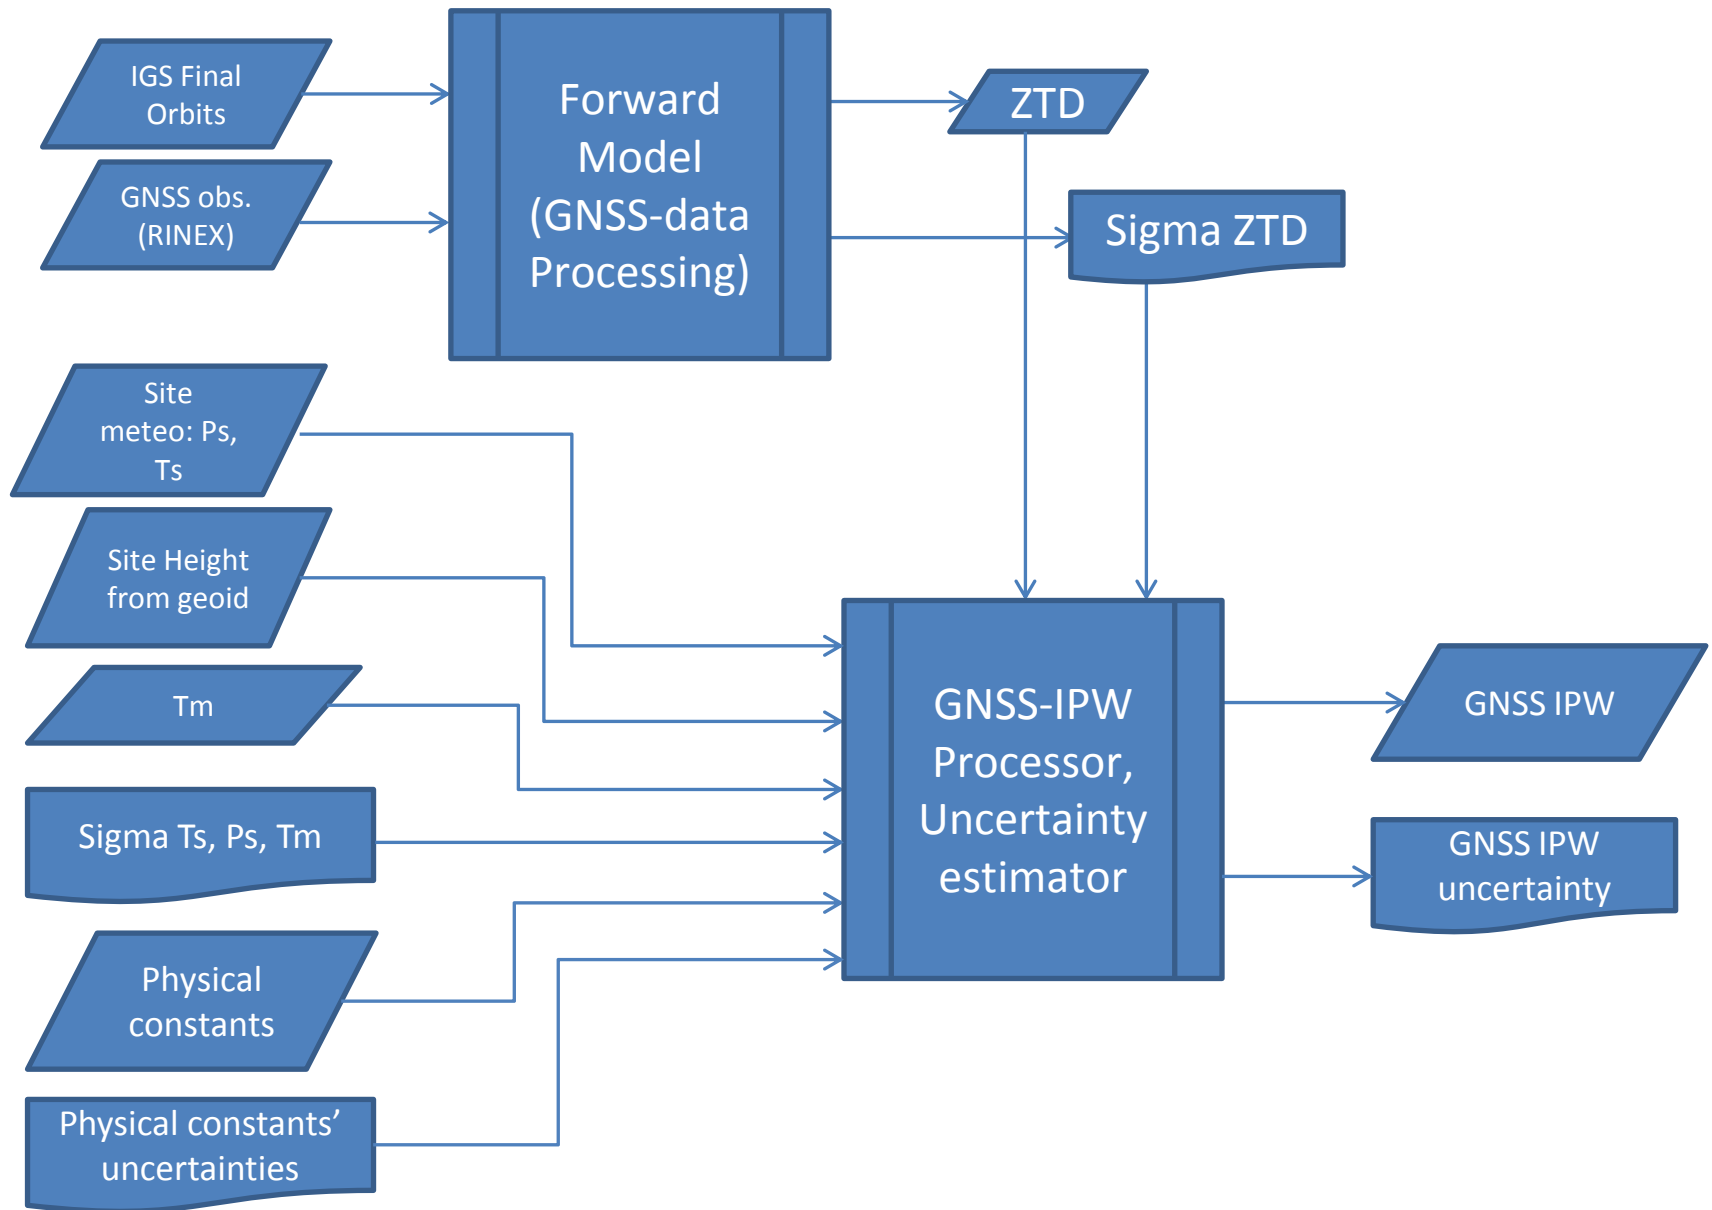 IGS Final
Orbits
GNSS obs.
(RINEX)
Forward
Model
(GNSS-data
Processing)
ZTD
Sigma ZTD
Site
meteo: Ps,
Ts
Site Height
from geoid
Tm
Sigma Ts, Ps, Tm
Physical
constants
Physical constants’
uncertainties
GNSS-IPW
Processor,
Uncertainty
estimator
GNSS IPW
GNSS IPW
uncertainty